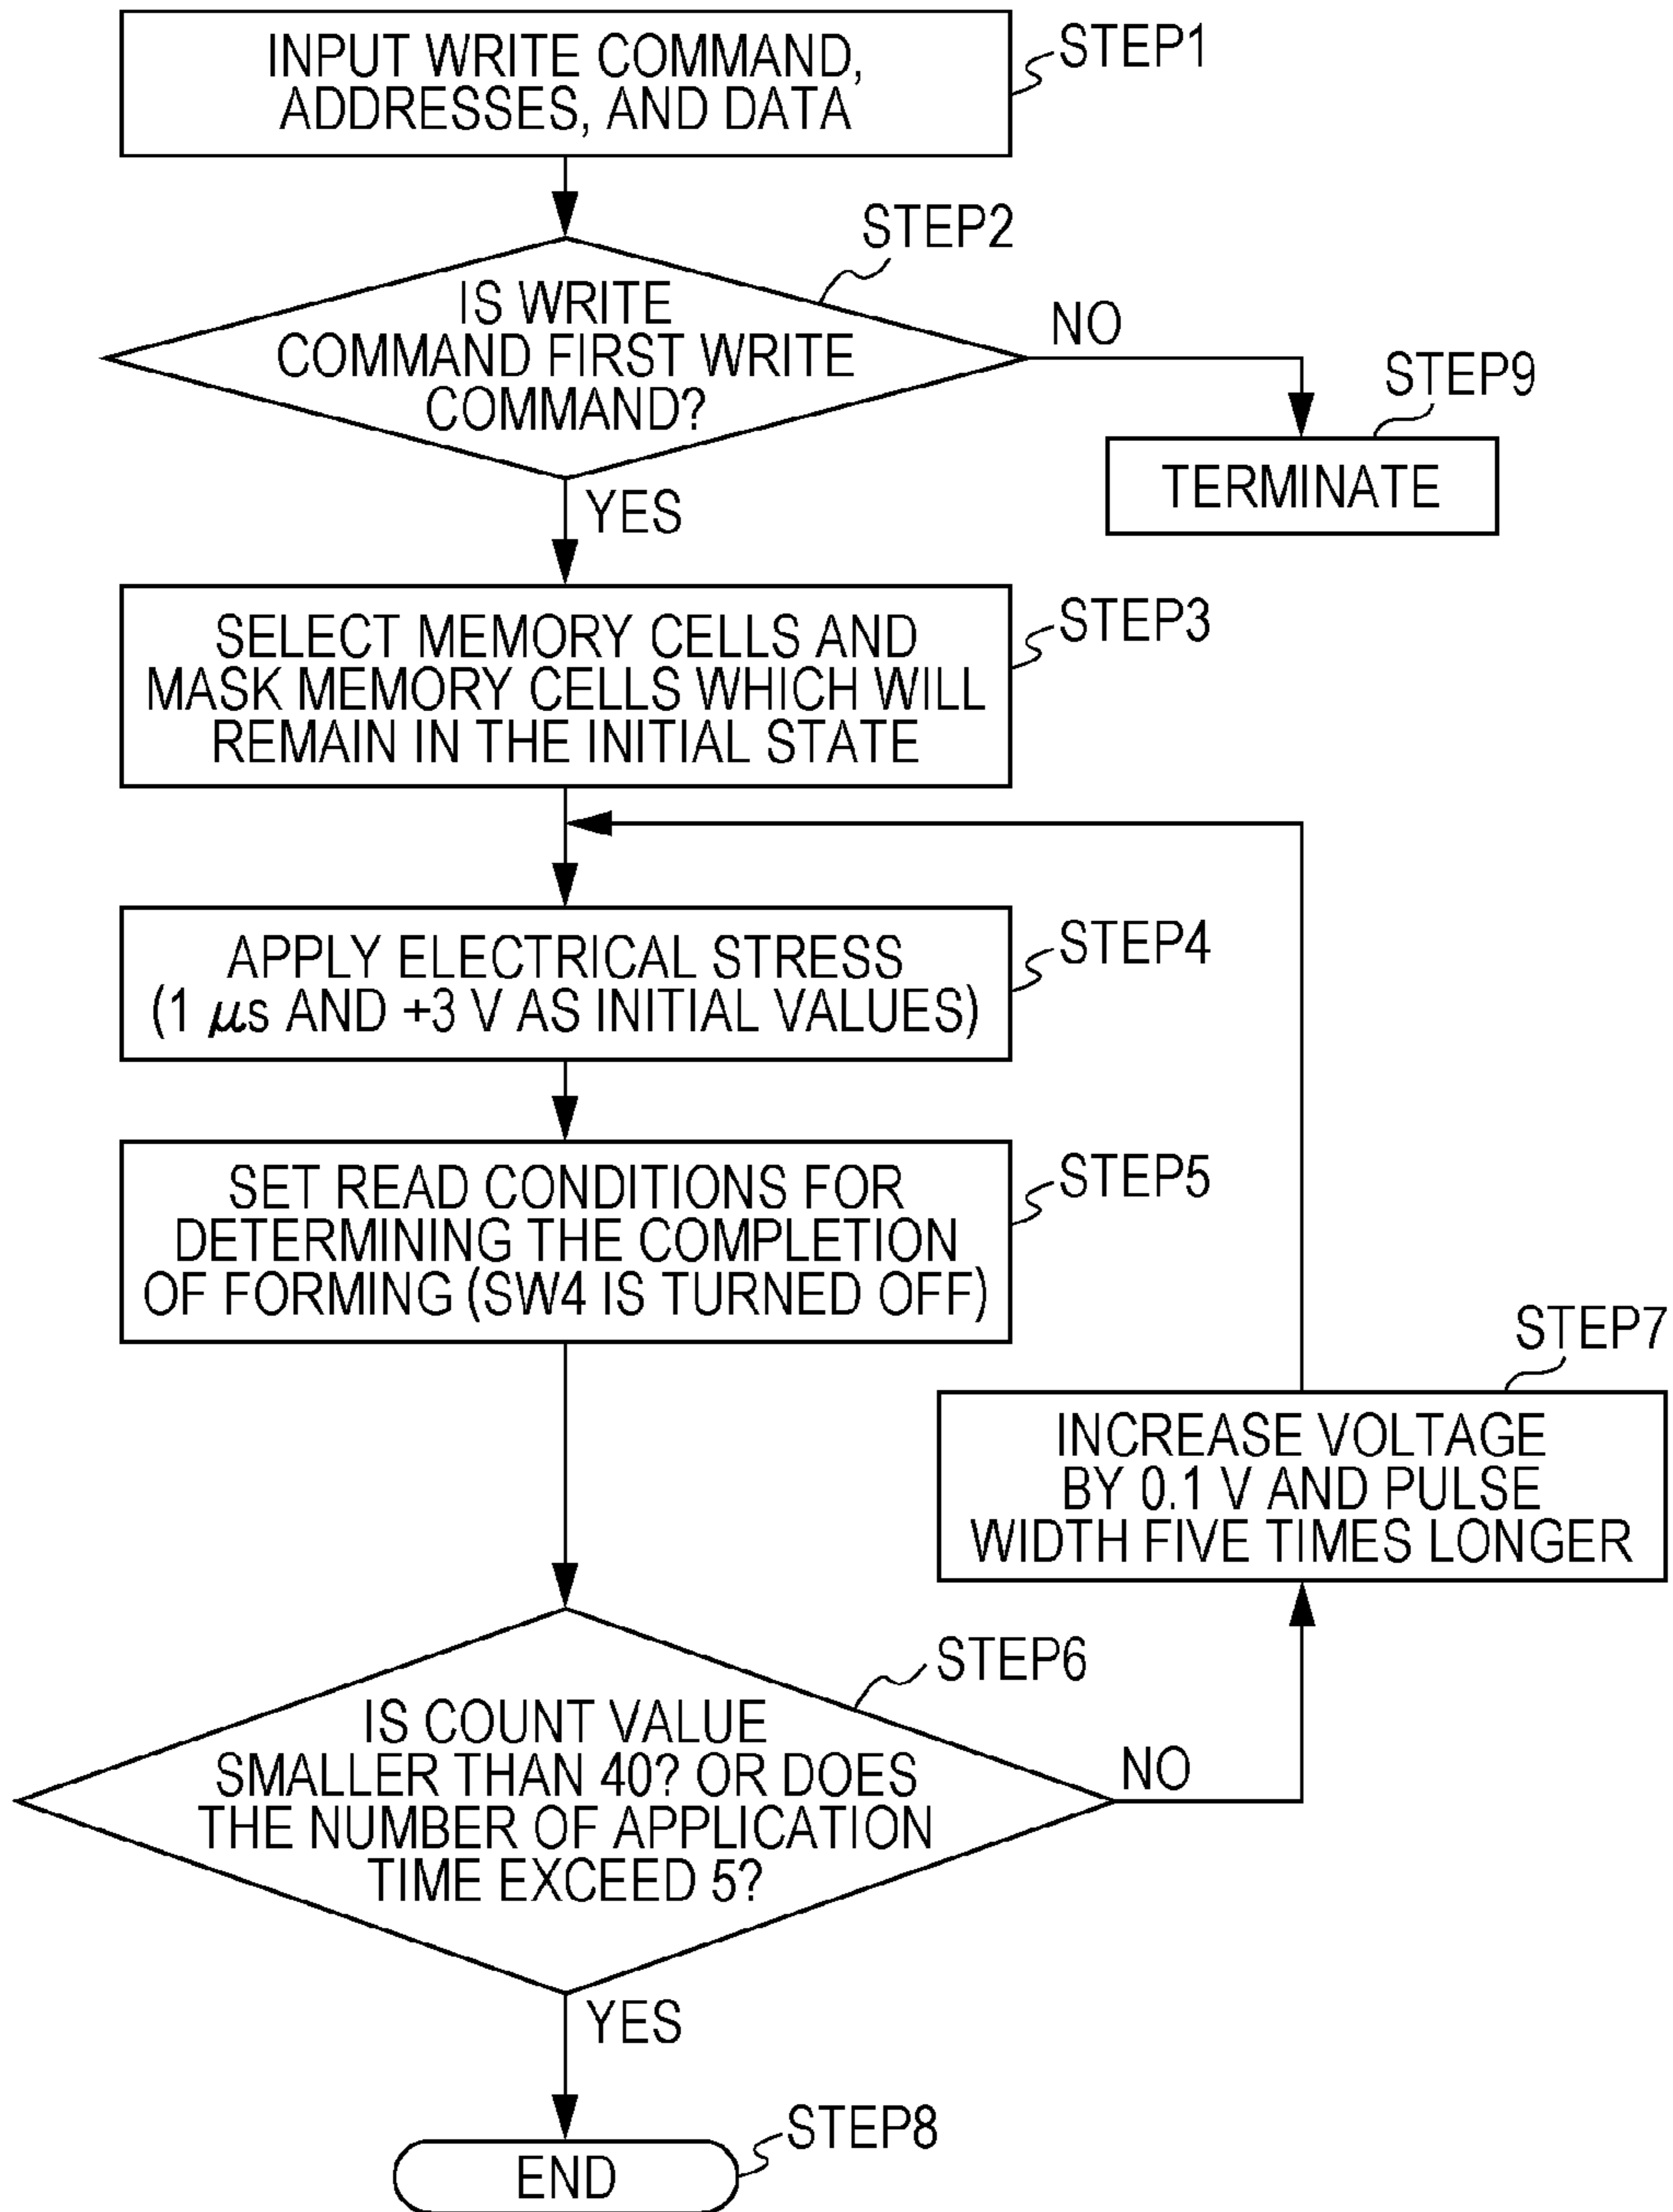 INPUT WRITE COMMAND,
ADDRESSES, AND DATA
STEP1
STEP2
IS WRITE
COMMAND FIRST WRITE
COMMAND?
NO
STEP9
TERMINATE
YES
SELECT MEMORY CELLS AND
MASK MEMORY CELLS WHICH WILL
REMAIN IN THE INITIAL STATE
STEP3
APPLY ELECTRICAL STRESS
(1 μs AND +3 V AS INITIAL VALUES)
STEP4
SET READ CONDITIONS FOR
DETERMINING THE COMPLETION
OF FORMING (SW4 IS TURNED OFF)
STEP5
STEP7
INCREASE VOLTAGE
BY 0.1 V AND PULSE
WIDTH FIVE TIMES LONGER
STEP6
IS COUNT VALUE
SMALLER THAN 40? OR DOES
THE NUMBER OF APPLICATION
TIME EXCEED 5?
NO
YES
STEP8
END